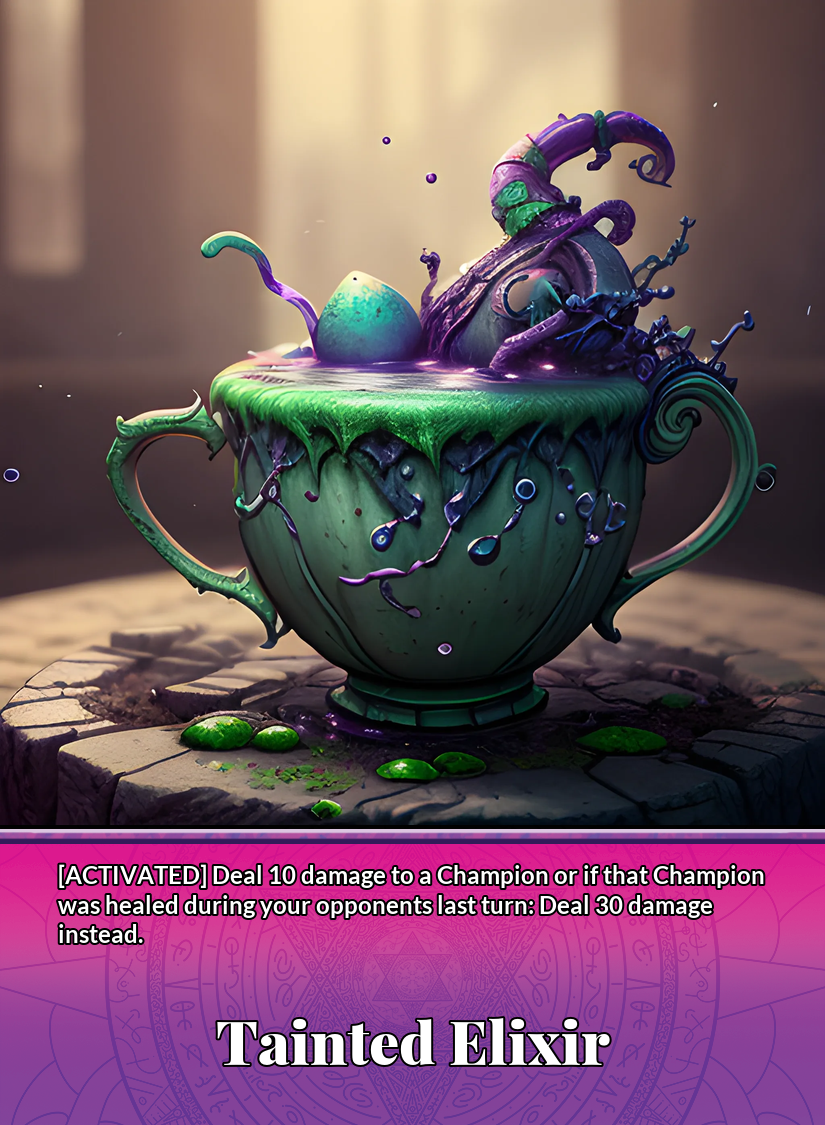 [ACTIVATED] Deal 10 damage to a Champion or if that Champion
was healed during your opponents last turn: Deal 30 damage
instead.
Tainted Elixir